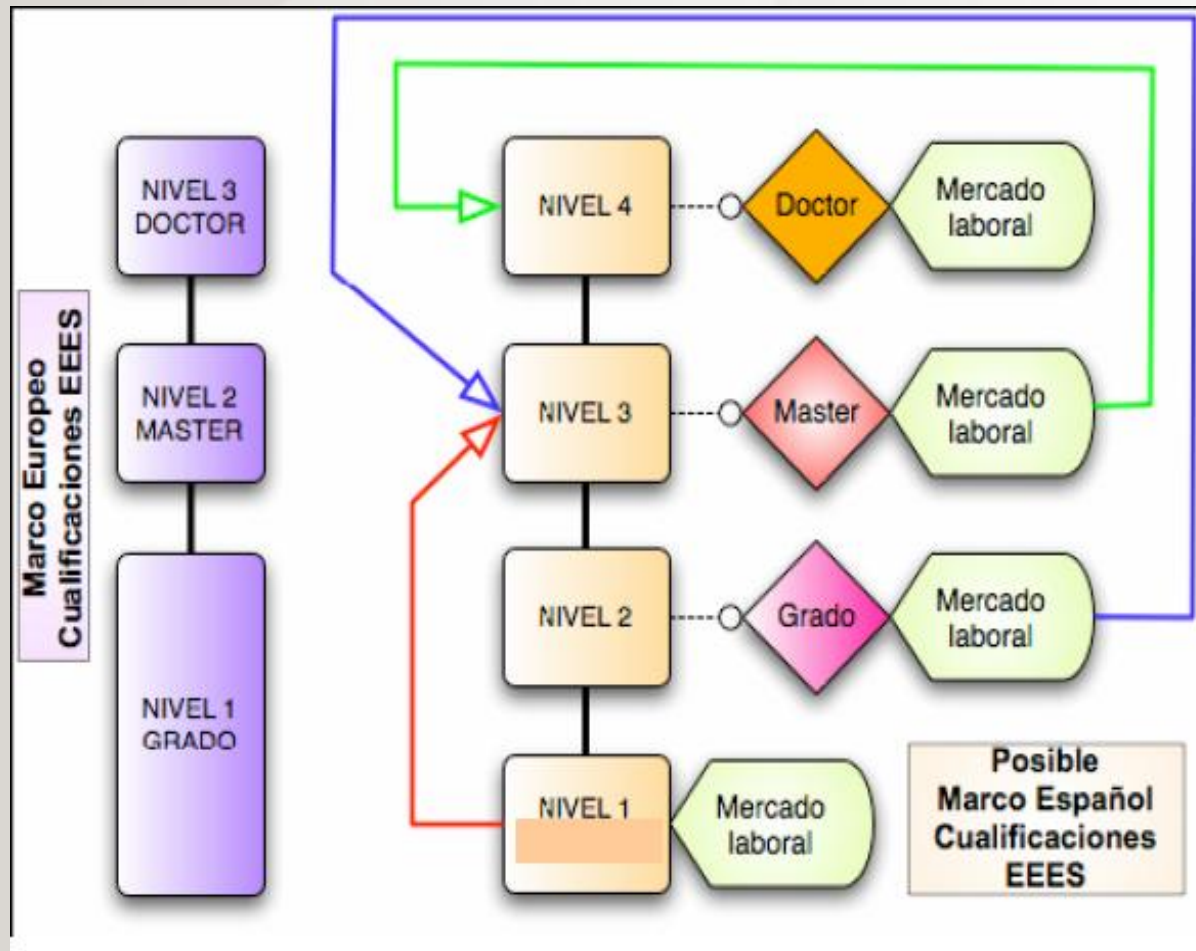 Marco Europeo
Cualificaciones EEES
NIVEL 3
DOCTOR
NIVEL 2
MASTER
NIVEL 1
GRADO
NIVEL 4
Doctor
Mercado
laboral
NIVEL 3
Master
Mercado
laboral
NIVEL 2
Grado
Mercado
laboral
NIVEL 1
Mercado
laboral
Posible
Marco Español
Cualificaciones
EEES